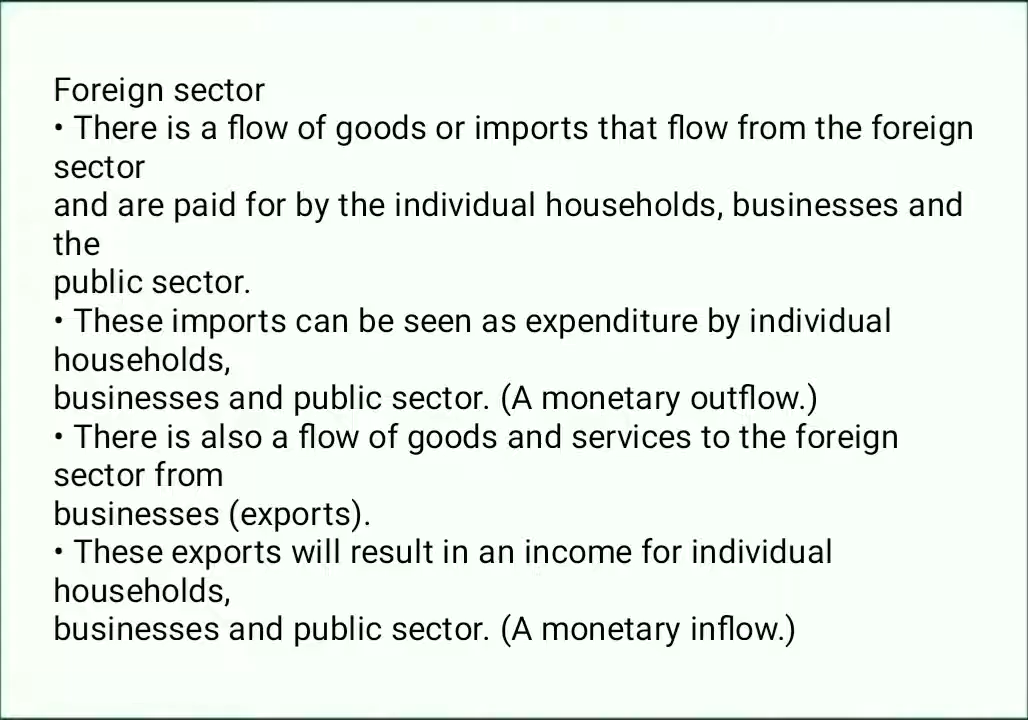 Foreign sector
• There is a flow of goods or imports that flow from the foreign
sector
and are paid for by the individual households, businesses and
the
public sector.
• These imports can be seen as expenditure by individual
households,
businesses and public sector. (A monetary outflow.)
• There is also a flow of goods and services to the foreign
sector from
businesses (exports).
• These exports will result in an income for individual
households,
businesses and public sector. (A monetary inflow.)